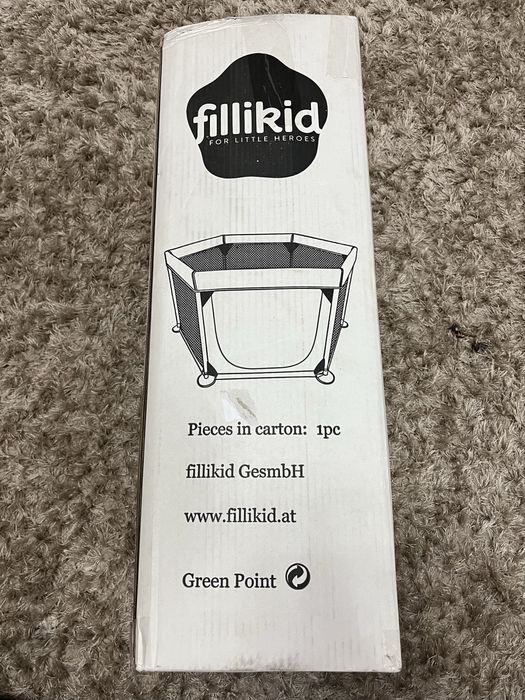 fillikid
FOR LITTLE HEROES
Pieces in carton: 1pc
fillikid GesmbH
www.fillikid.at
Green Point